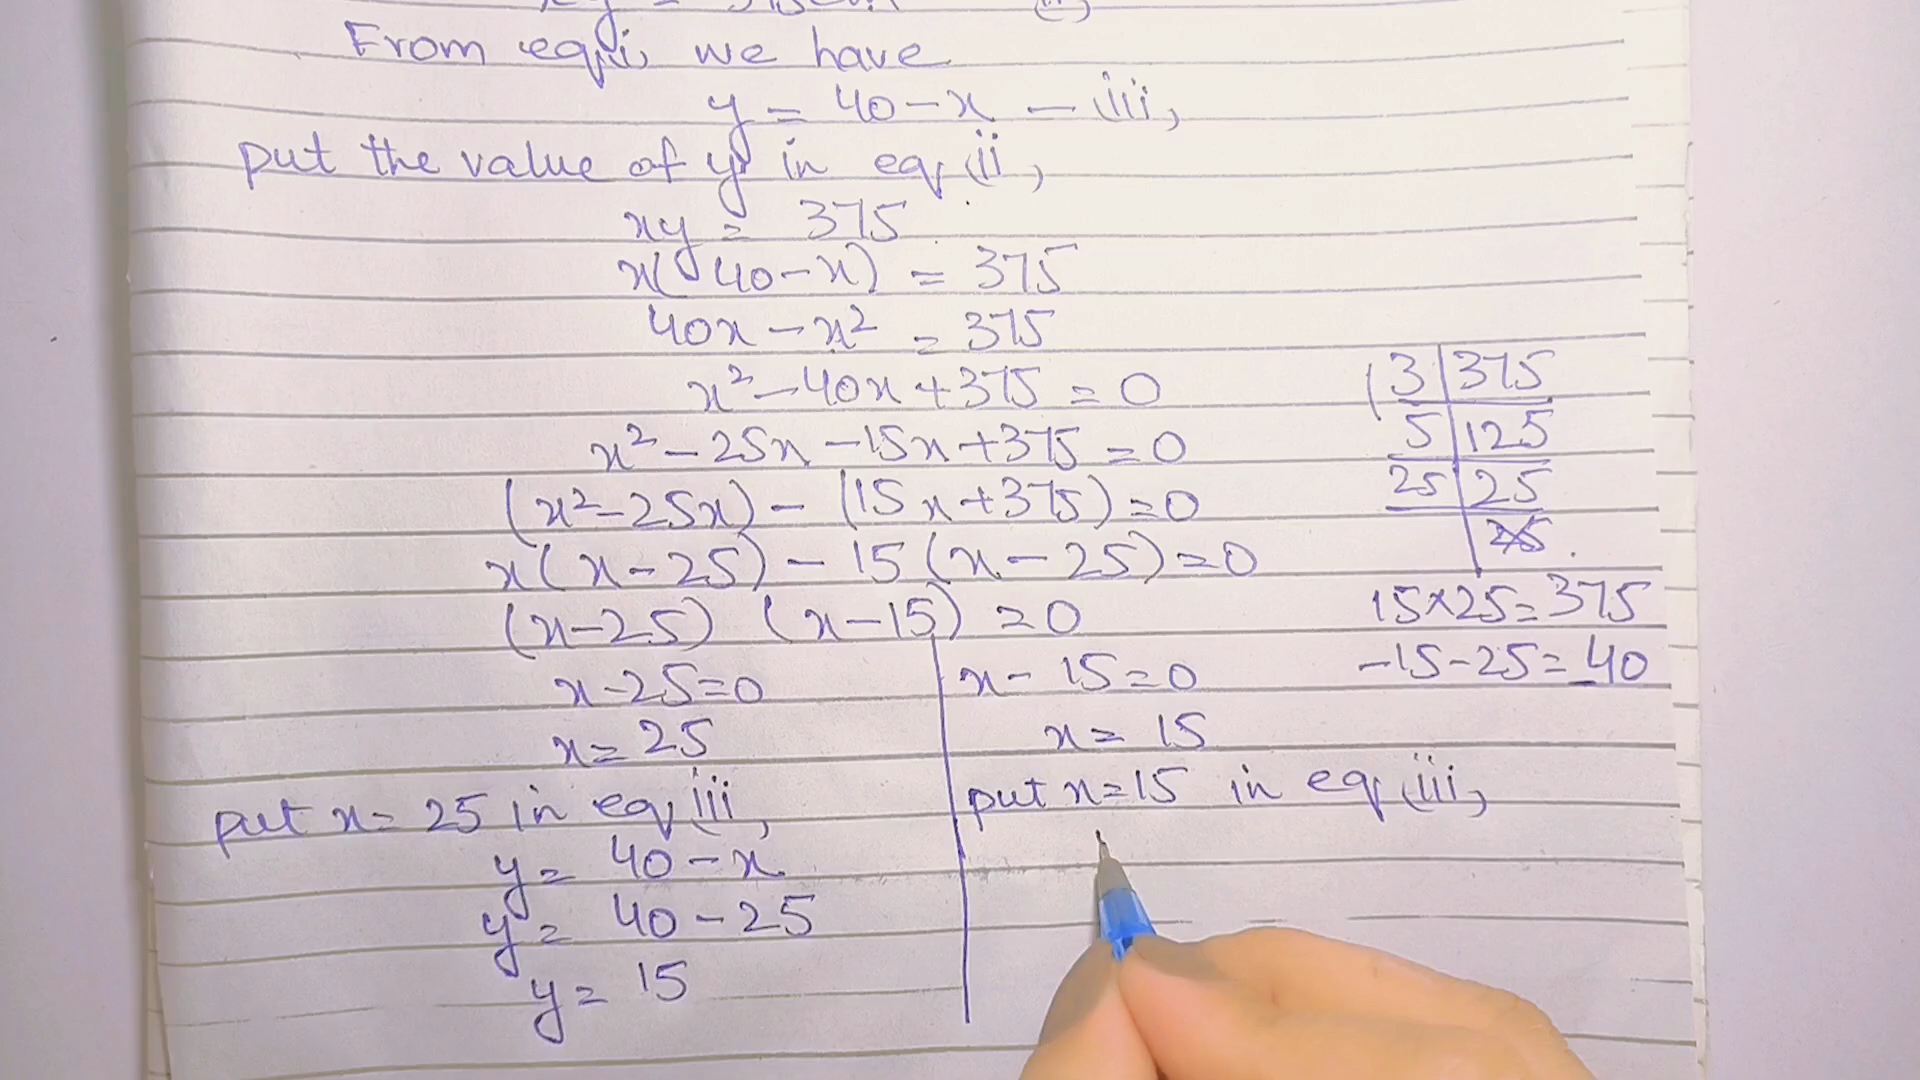 From eq(i) we have
y = 40 - x - (iii)
put the value of y in eq (ii)
xy = 375
x(40-x) = 375
40x - x² = 375
x² - 40x + 375 = 0
x² - 25x - 15x + 375 = 0
(x² - 25x) - (15x + 375) = 0
x(x - 25) - 15(x - 25) = 0
(x-25) (x-15) = 0
x - 25 = 0
x = 25
put x = 25 in eq (iii)
y = 40 - x
y = 40 - 25
y = 15
x - 15 = 0
x = 15
put x = 15 in eq (iii)
3 | 375
5 | 125
25 | 25
15 × 25 = 375
-15 - 25 = -40